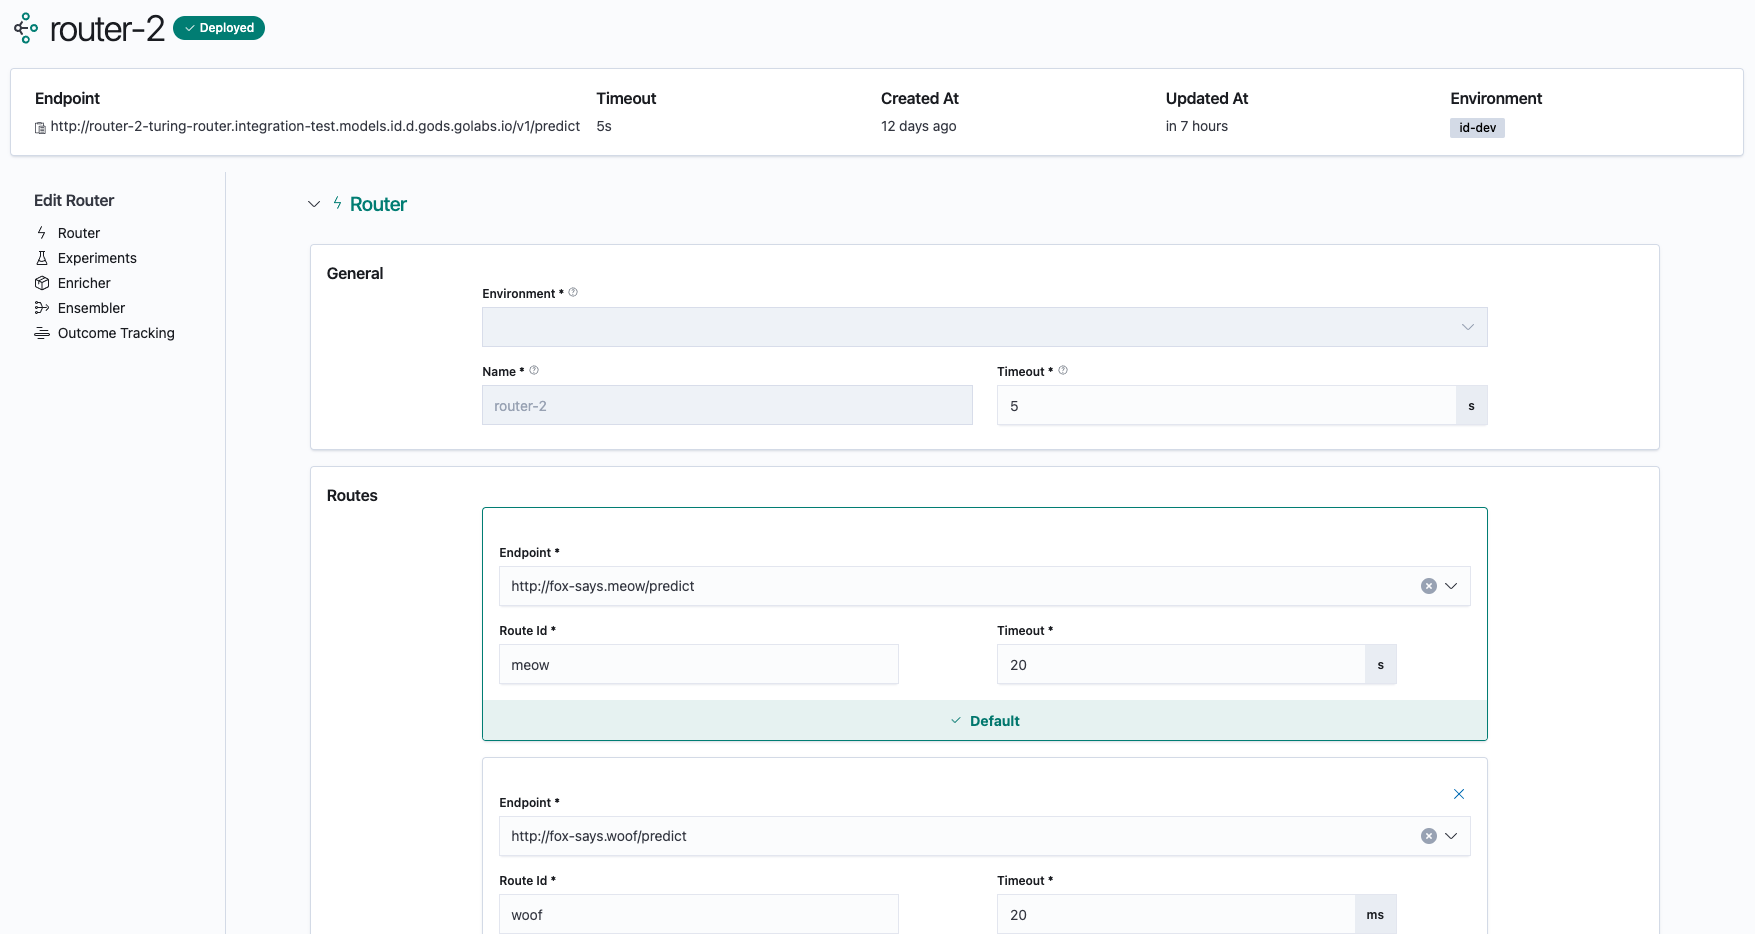 router-2
Deployed
Endpoint
http://router-2-turing-router.integration-test.models.id.d.gods.golabs.io/v1/predict
Timeout
5s
Created At
12 days ago
Updated At
in 7 hours
Environment
id-dev
Edit Router
Router
Experiments
Enricher
Ensembler
Outcome Tracking
Router
General
Environment *
Name *
router-2
Timeout *
5 s
Routes
Endpoint *
http://fox-says.meow/predict
Route Id *
meow
Timeout *
20 s
Default
Endpoint *
http://fox-says.woof/predict
Route Id *
woof
Timeout *
20 ms